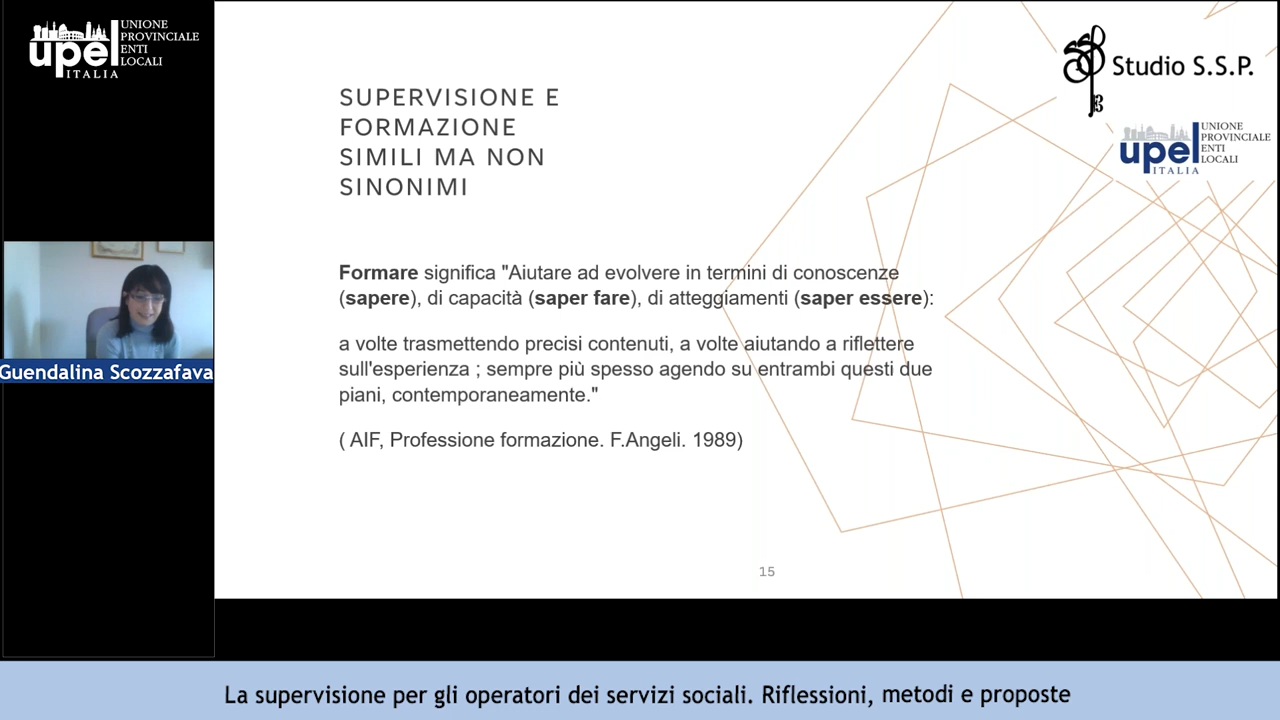 upel
ITALIA
UNIONE
PROVINCIALE
ENTI
LOCALI
SUPERVISIONE E
FORMAZIONE
SIMILI MA NON
SINONIMI
Studio S.S.P.
upel
ITALIA
UNIONE
PROVINCIALE
ENTI
LOCALI
Formare significa "Aiutare ad evolvere in termini di conoscenze
(sapere), di capacità (saper fare), di atteggiamenti (saper essere):
a volte trasmettendo precisi contenuti, a volte aiutando a riflettere
sull'esperienza ; sempre più spesso agendo su entrambi questi due
piani, contemporaneamente."
( AIF, Professione formazione. F.Angeli. 1989)
15
Guendalina Scozzafava
La supervisione per gli operatori dei servizi sociali. Riflessioni, metodi e proposte